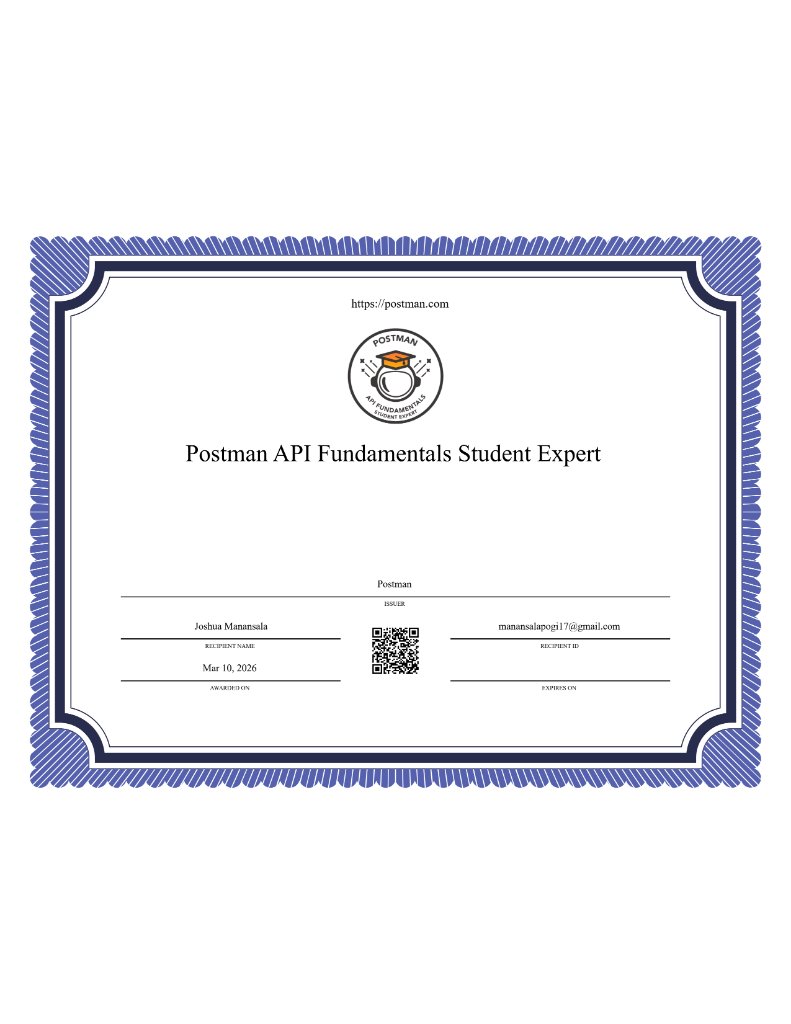 https://postman.com
POSTMAN
API FUNDAMENTALS
STUDENT EXPERT
Postman API Fundamentals Student Expert
Postman
ISSUER
Joshua Manansala
manansalapogi17@gmail.com
RECIPIENT NAME
RECIPIENT ID
Mar 10, 2026
AWARDED ON
EXPIRES ON